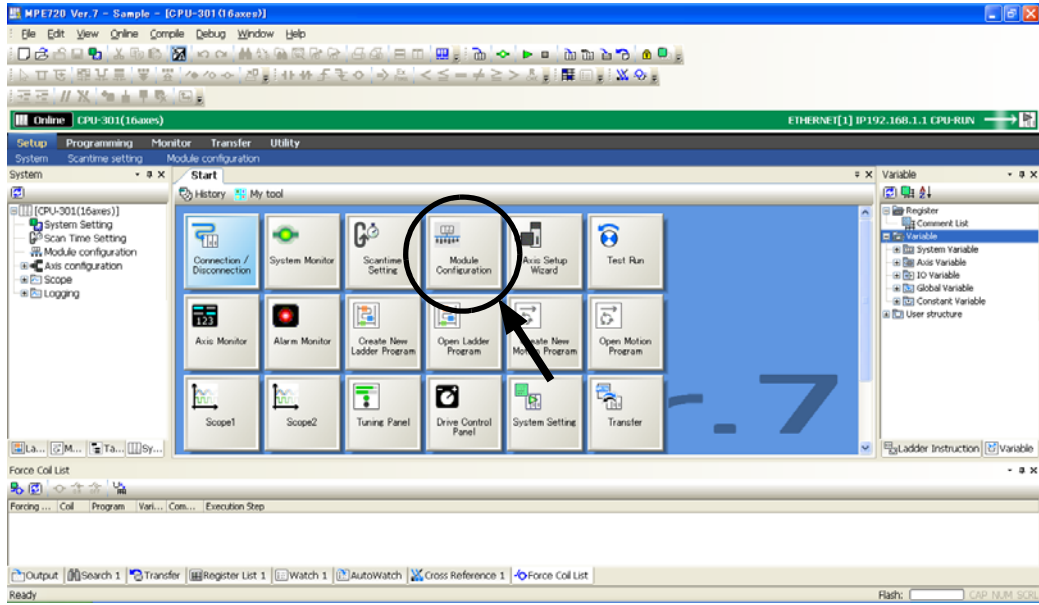 MPE720 Ver.7 - Sample - [CPU-301(16axes)]
File Edit View Online Compile Debug Window Help
Online CPU-301(16axes) ETHERNET[1] IP192.168.1.1 CPU-RUN
Setup Programming Monitor Transfer Utility
System Scantime setting Module configuration
System
Start
History My tool
[CPU-301(16axes)]
System Setting
Scan Time Setting
Module configuration
Axis configuration
Scope
Logging
La... M... Ta... Sy...
Connection / Disconnection
System Monitor
Scantime Setting
Module Configuration
Axis Setup Wizard
Test Run
123
Axis Monitor
Alarm Monitor
Create New Ladder Program
Open Ladder Program
Create New Motion Program
Open Motion Program
Scope1
Scope2
Tuning Panel
Drive Control Panel
System Setting
Transfer
r.7
Variable
Register
Comment List
Variable
System Variable
Axis Variable
IO Variable
Global Variable
Constant Variable
User structure
Ladder Instruction Variable
Force Coil List
Forcing ... Coil Program Vari... Com... Execution Step
Output Search 1 Transfer Register List 1 Watch 1 AutoWatch Cross Reference 1 Force Coil List
Ready Flash: CAP NUM SCRL